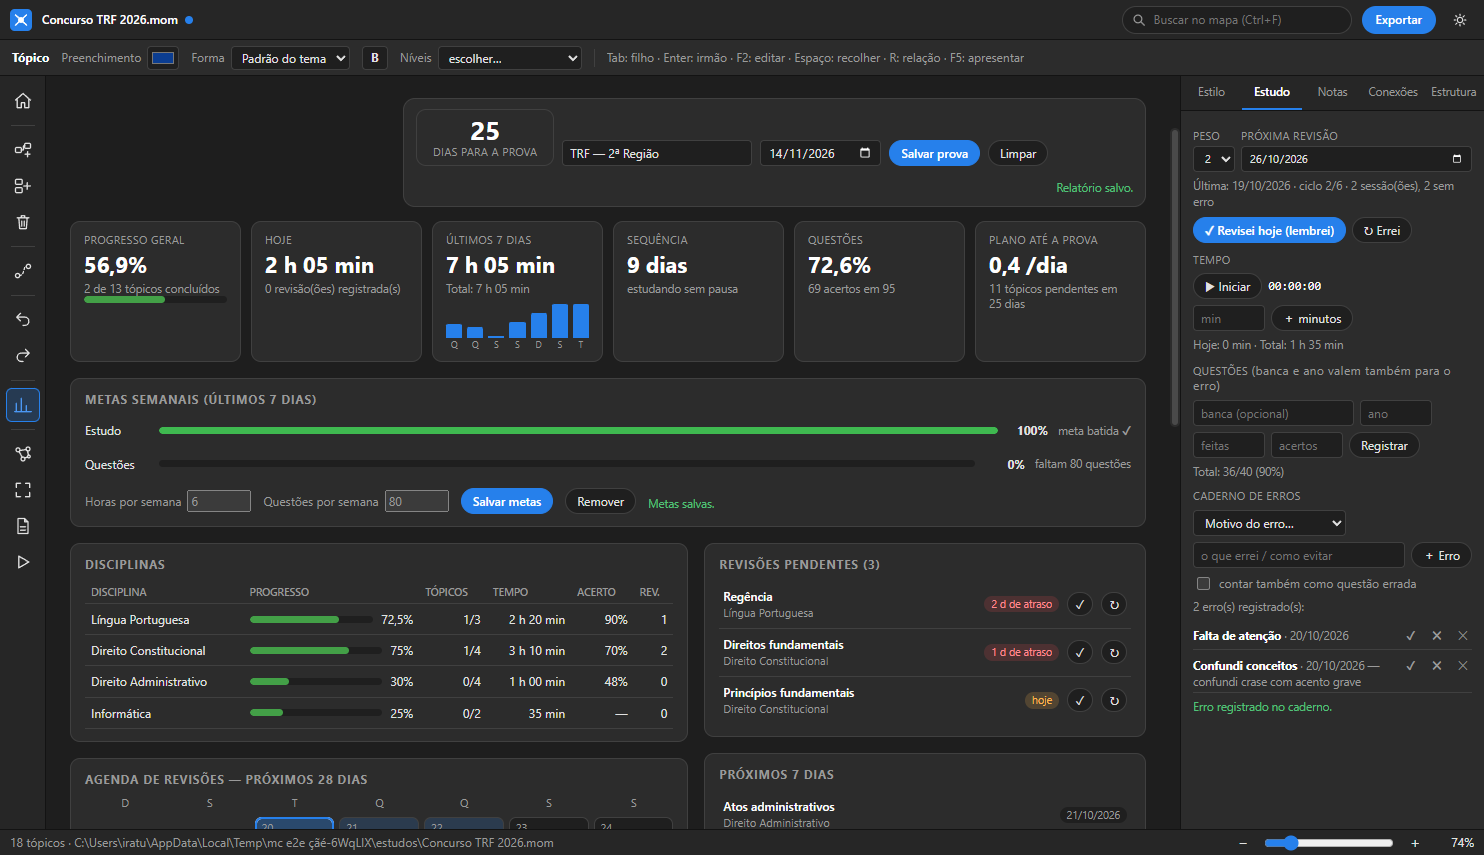 Concurso TRF 2026.mom
Buscar no mapa (Ctrl+F)
Exportar
Tópico
Preenchimento
Forma
Padrão do tema
B
Níveis
escolher...
Tab: filho · Enter: irmão · F2: editar · Espaço: recolher · R: relação · F5: apresentar
25
DIAS PARA A PROVA
TRF — 2ª Região
14/11/2026
Salvar prova
Limpar
Relatório salvo.
PROGRESSO GERAL
56,9%
2 de 13 tópicos concluídos
HOJE
2 h 05 min
0 revisão(ões) registrada(s)
ÚLTIMOS 7 DIAS
7 h 05 min
Total: 7 h 05 min
Q Q S S D S T
SEQUÊNCIA
9 dias
estudando sem pausa
QUESTÕES
72,6%
69 acertos em 95
PLANO ATÉ A PROVA
0,4 /dia
11 tópicos pendentes em
25 dias
METAS SEMANAIS (ÚLTIMOS 7 DIAS)
Estudo
100% meta batida ✓
Questões
0% faltam 80 questões
Horas por semana 6
Questões por semana 80
Salvar metas
Remover
Metas salvas.
DISCIPLINAS
DISCIPLINA PROGRESSO TÓPICOS TEMPO ACERTO REV.
Língua Portuguesa 72,5% 1/3 2 h 20 min 90% 1
Direito Constitucional 75% 1/4 3 h 10 min 70% 2
Direito Administrativo 30% 0/4 1 h 00 min 48% 0
Informática 25% 0/2 35 min — 0
REVISÕES PENDENTES (3)
Regência
Língua Portuguesa
2 d de atraso ✓ ↻
Direitos fundamentais
Direito Constitucional
1 d de atraso ✓ ↻
Princípios fundamentais
Direito Constitucional
hoje ✓ ↻
AGENDA DE REVISÕES — PRÓXIMOS 28 DIAS
D S T Q Q S S
20 21 22 23 24
PRÓXIMOS 7 DIAS
Atos administrativos
Direito Administrativo
21/10/2026
Estilo
Estudo
Notas
Conexões
Estrutura
PESO
2
PRÓXIMA REVISÃO
26/10/2026
Última: 19/10/2026 · ciclo 2/6 · 2 sessão(ões), 2 sem
erro
✓ Revisei hoje (lembrei)
↻ Errei
TEMPO
▶ Iniciar
00:00:00
min
+ minutos
Hoje: 0 min · Total: 1 h 35 min
QUESTÕES (banca e ano valem também para o
erro)
banca (opcional)
ano
feitas
acertos
Registrar
Total: 36/40 (90%)
CADERNO DE ERROS
Motivo do erro...
o que errei / como evitar
+ Erro
contar também como questão errada
2 erro(s) registrado(s):
Falta de atenção · 20/10/2026
Confundi conceitos · 20/10/2026 —
confundi crase com acento grave
Erro registrado no caderno.
18 tópicos · C:\Users\iratu\AppData\Local\Temp\mc e2e çãé-6WqLIX\estudos\Concurso TRF 2026.mom
− + 74%